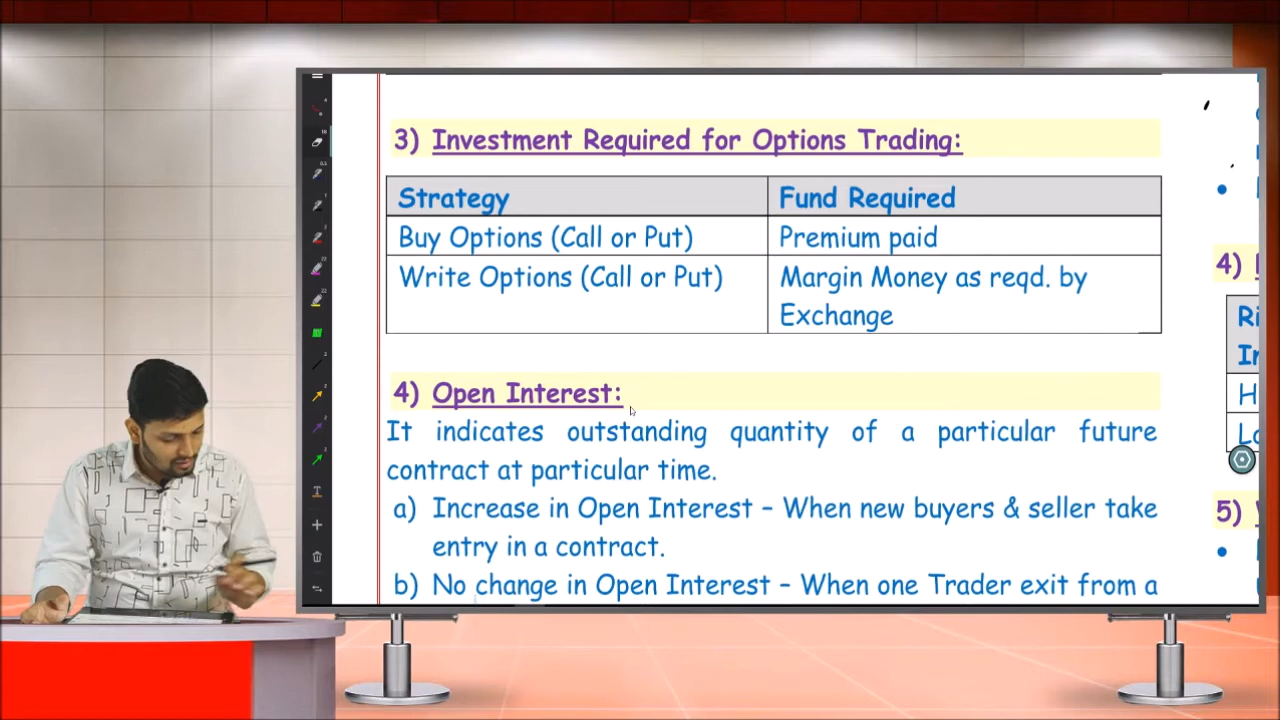 3) Investment Required for Options Trading:
Strategy
Fund Required
Buy Options (Call or Put)
Premium paid
Write Options (Call or Put)
Margin Money as reqd. by
Exchange
4) Open Interest:
It indicates outstanding quantity of a particular future
contract at particular time.
a) Increase in Open Interest – When new buyers & seller take
entry in a contract.
b) No change in Open Interest – When one Trader exit from a
4)
Ri
H
5)